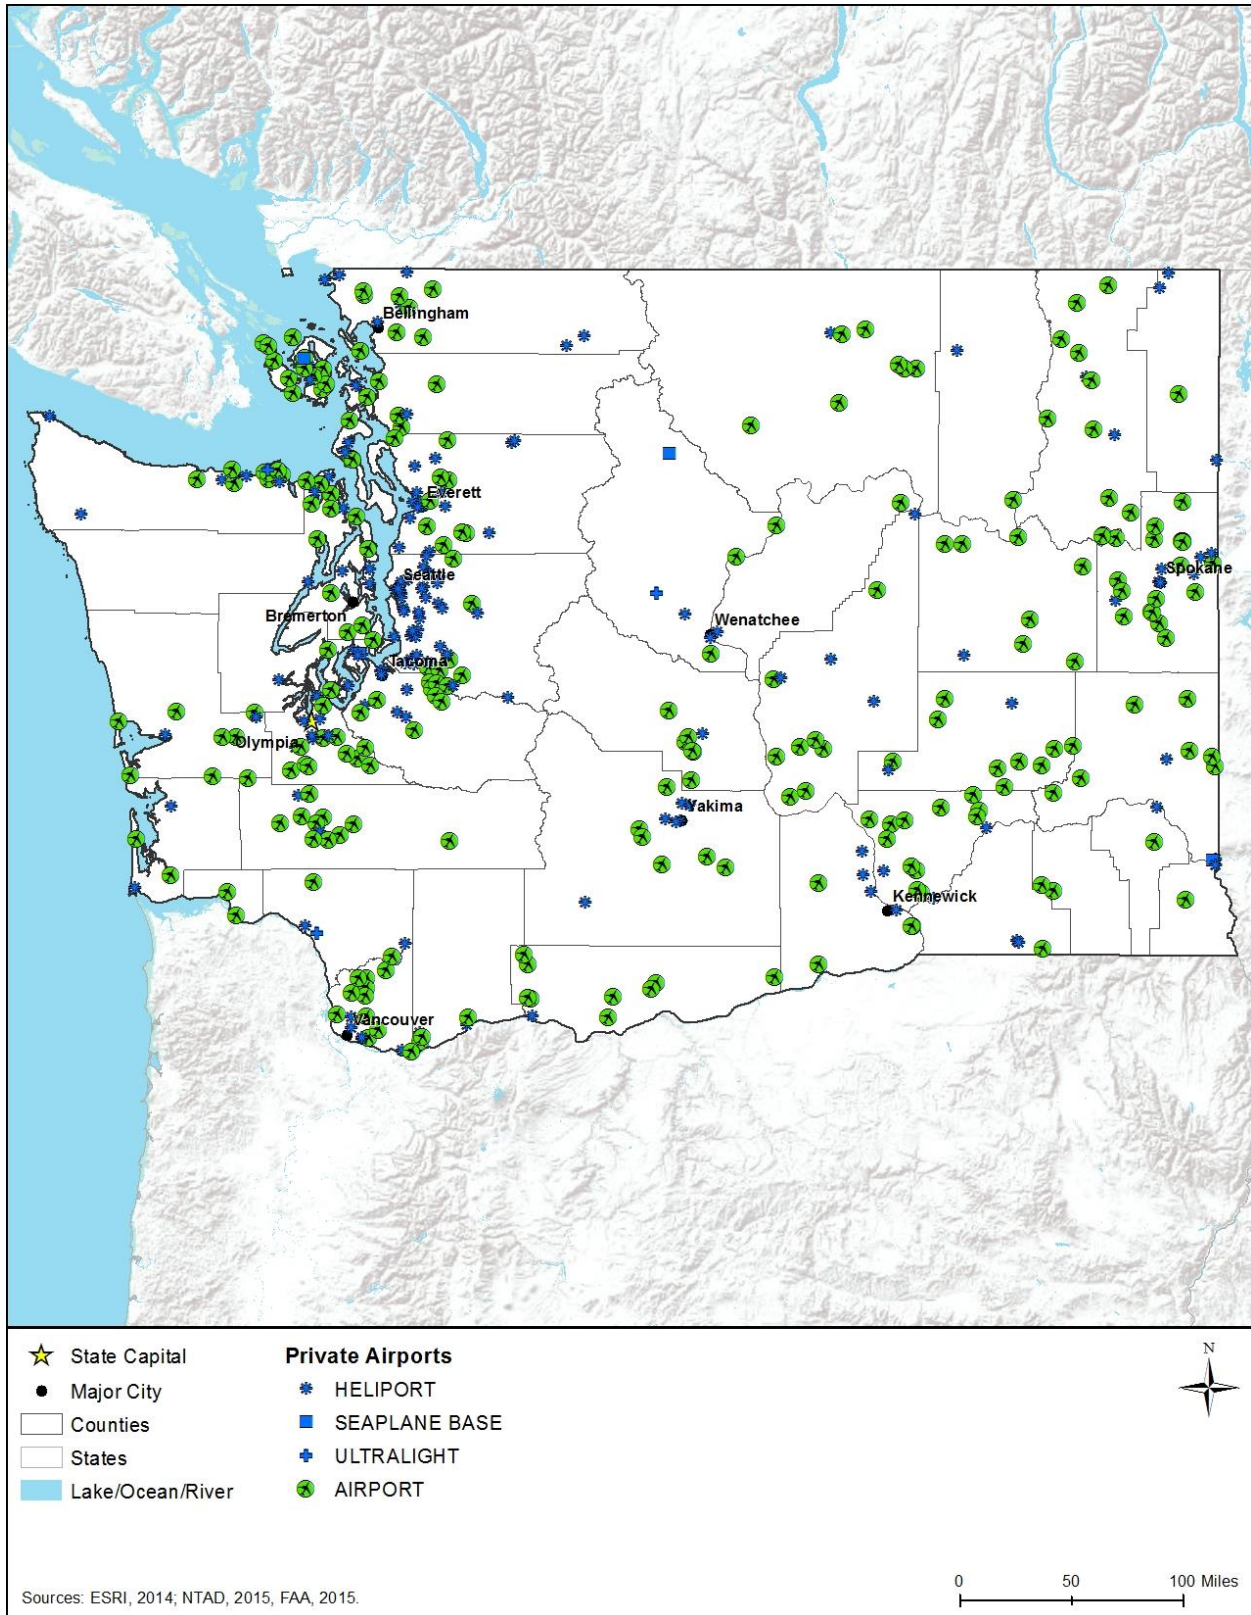 Bellingham
Everett
Seattle
Spokane
Bremerton
Wenatchee
Tacoma
Olympia
Yakima
Kennewick
Vancouver
State Capital
Major City
Counties
States
Lake/Ocean/River
Private Airports
HELIPORT
SEAPLANE BASE
ULTRALIGHT
AIRPORT
N
0 50 100 Miles
Sources: ESRI, 2014; NTAD, 2015, FAA, 2015.